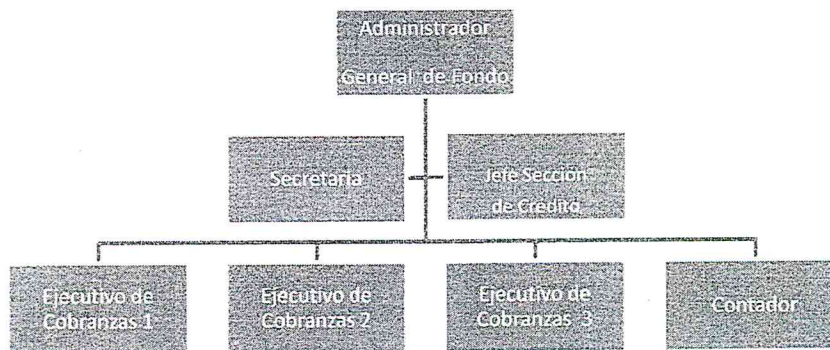 Administrador
General de Fondo
Secretaria
Jefe Sección
de Crédito
Ejecutivo de
Cobranzas 1
Ejecutivo de
Cobranzas 2
Ejecutivo de
Cobranzas 3
Contador